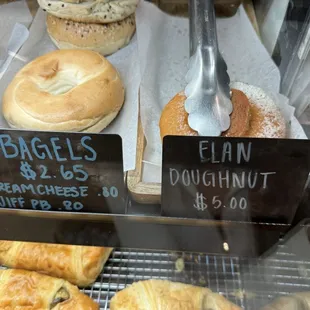 BAGELS
$2.65
REAM CHEESE .80
JIFF PB .80
ELAN
DOUGHNUT
$5.00